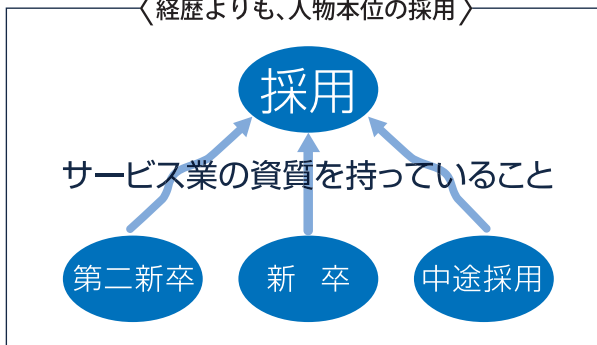 〈経歴よりも、人物本位の採用〉
採用
サービス業の資質を持っていること
第二新卒
新 卒
中途採用